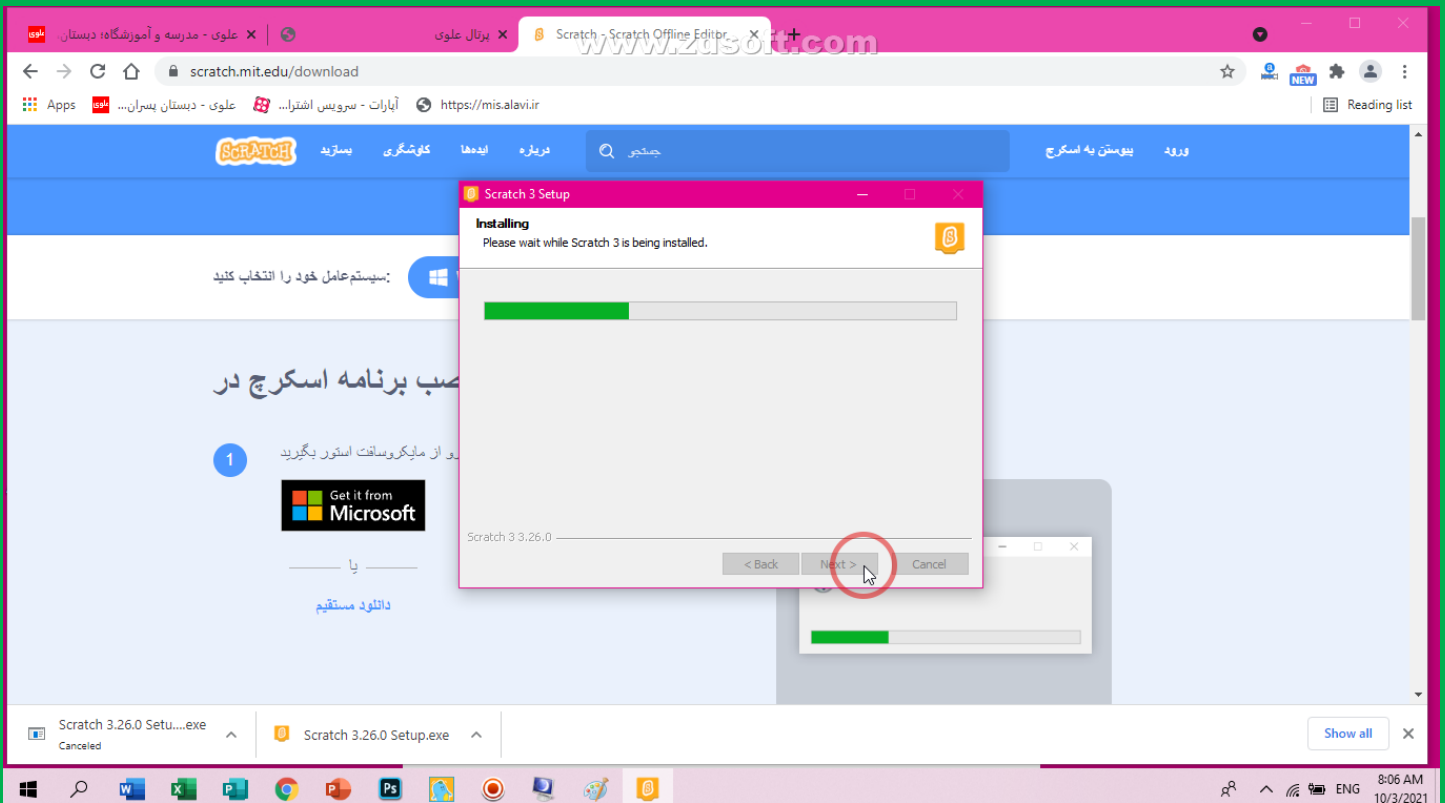 علوی - مدرسه و آموزشگاه؛ دبستان.
پرتال علوی
Scratch - Scratch Offline Editor
www.zdsoft.com
scratch.mit.edu/download
Apps
علوی - دبستان پسران...
آپارات - سرویس اشترا...
https://mis.alavi.ir
Reading list
SCRATCH
بسازید
کاوشگری
ایده‌ها
درباره
جستجو
پیوستن به اسکرچ
ورود
Scratch 3 Setup
Installing
Please wait while Scratch 3 is being installed.
سیستم‌عامل خود را انتخاب کنید:
صب برنامه اسکرچ در
1
رو از مایکروسافت استور بگیرید
Get it from
Microsoft
یا
دانلود مستقیم
Scratch 3 3.26.0
< Back
Next >
Cancel
Scratch 3.26.0 Setu....exe
Canceled
Scratch 3.26.0 Setup.exe
Show all
NEW
ENG
8:06 AM
10/3/2021